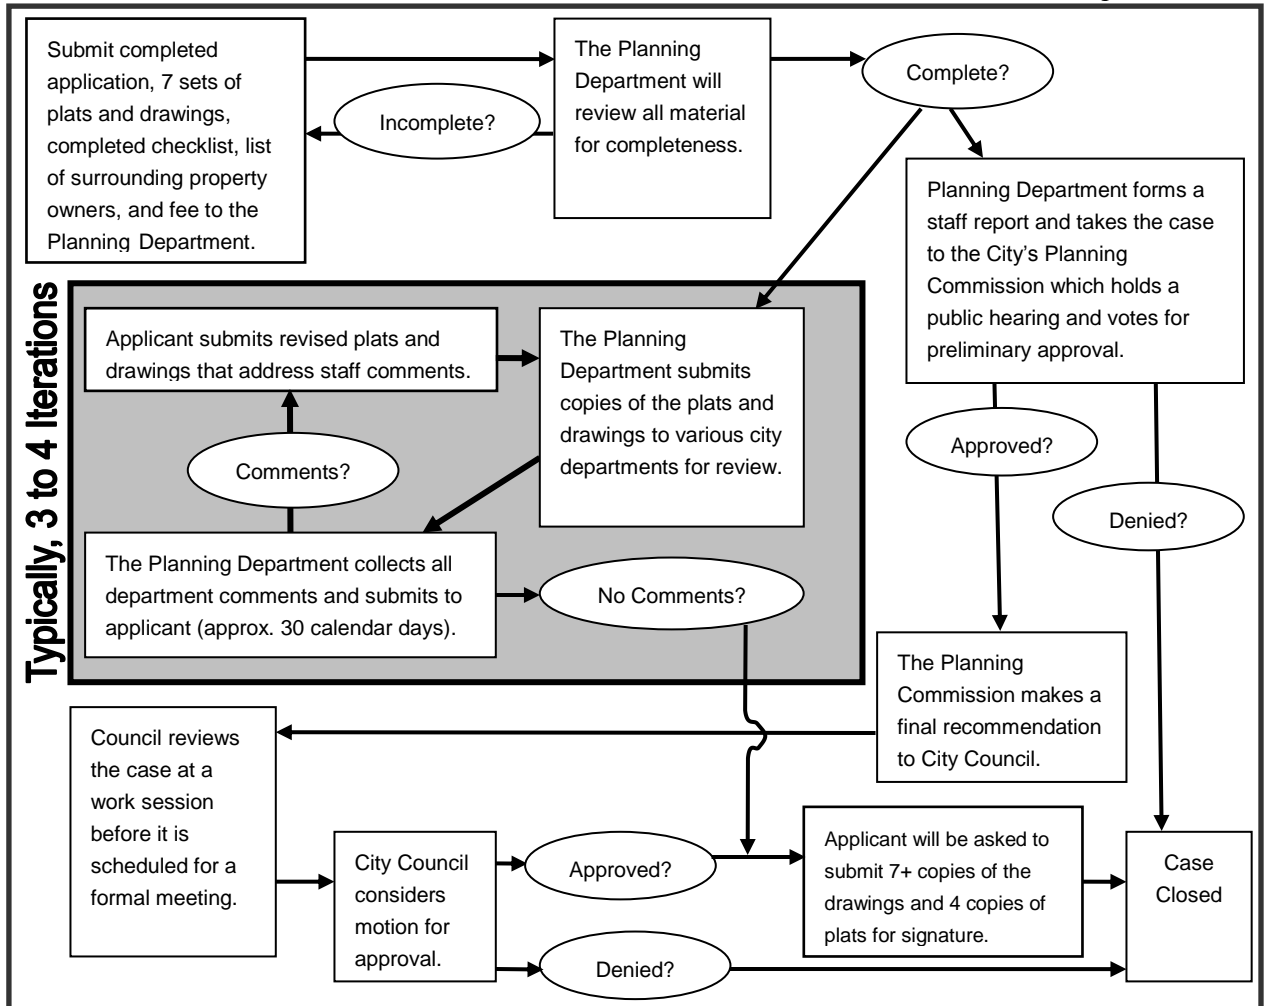 Submit completed
application, 7 sets of
plats and drawings,
completed checklist, list
of surrounding property
owners, and fee to the
Planning Department.
Incomplete?
The Planning
Department will
review all material
for completeness.
Complete?
Planning Department forms a
staff report and takes the case
to the City’s Planning
Commission which holds a
public hearing and votes for
preliminary approval.
Typically, 3 to 4 Iterations
Applicant submits revised plats and
drawings that address staff comments.
The Planning
Department submits
copies of the plats and
drawings to various city
departments for review.
Comments?
The Planning Department collects all
department comments and submits to
applicant (approx. 30 calendar days).
No Comments?
Approved?
Denied?
The Planning
Commission makes a
final recommendation
to City Council.
Council reviews
the case at a
work session
before it is
scheduled for a
formal meeting.
City Council
considers
motion for
approval.
Approved?
Denied?
Applicant will be asked to
submit 7+ copies of the
drawings and 4 copies of
plats for signature.
Case
Closed